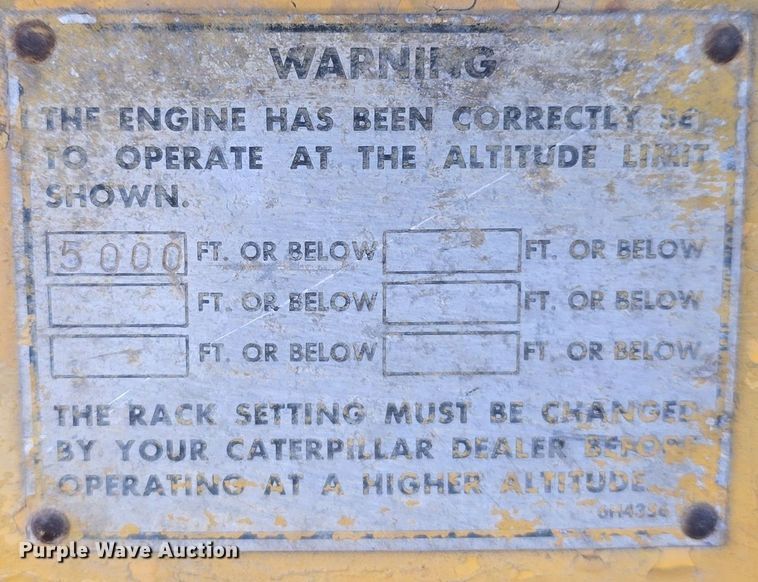 WARNING
THE ENGINE HAS BEEN CORRECTLY SET
TO OPERATE AT THE ALTITUDE LIMIT
SHOWN.
5000 FT. OR BELOW FT. OR BELOW
FT. OR BELOW FT. OR BELOW
FT. OR BELOW FT. OR BELOW
THE RACK SETTING MUST BE CHANGED
BY YOUR CATERPILLAR DEALER BEFORE
OPERATING AT A HIGHER ALTITUDE
Purple Wave Auction